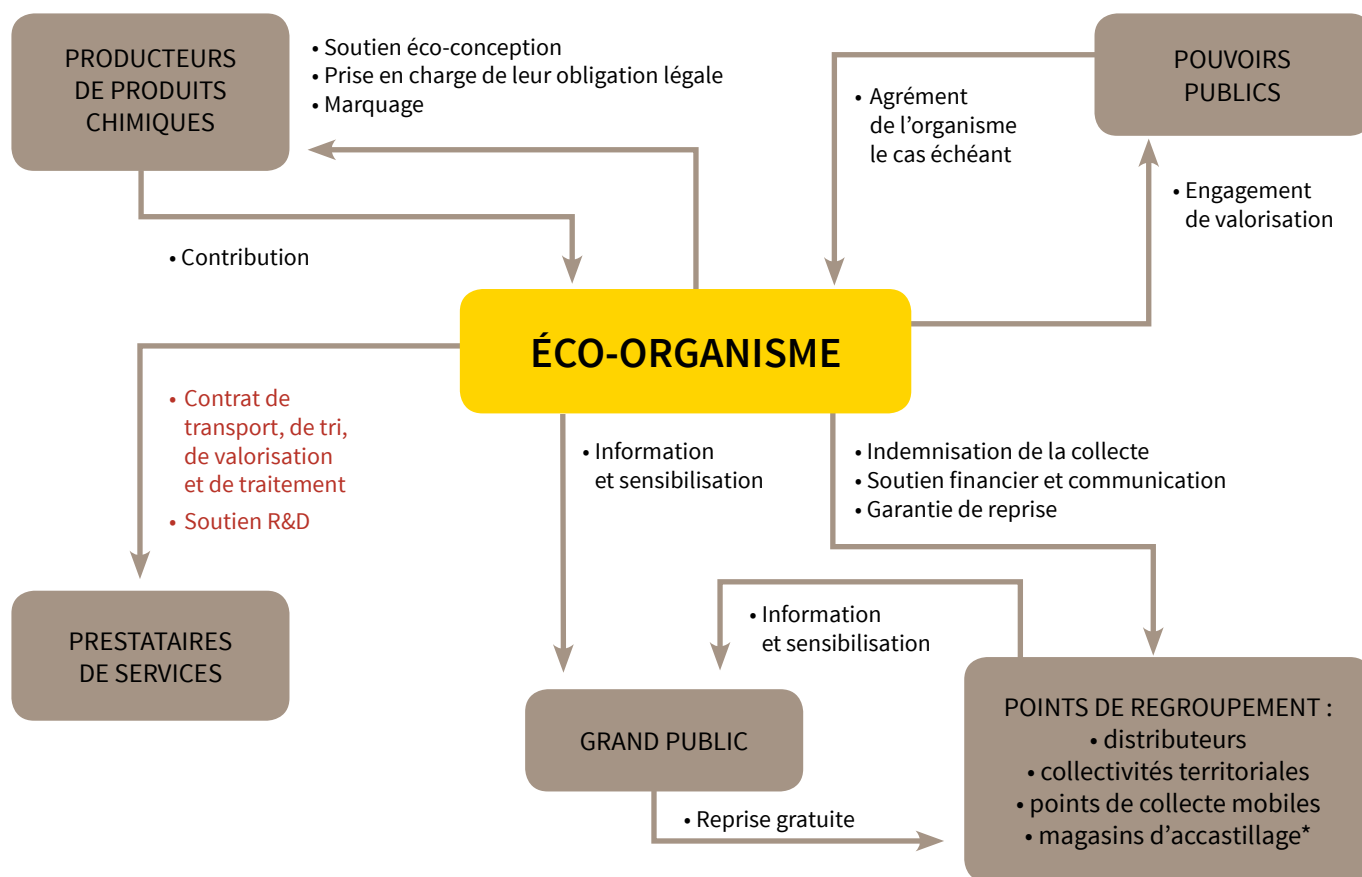 PRODUCTEURS
DE PRODUITS
CHIMIQUES
• Soutien éco-conception
• Prise en charge de leur obligation légale
• Marquage
POUVOIRS
PUBLICS
• Agrément
de l’organisme
le cas échéant
• Engagement
de valorisation
• Contribution
ÉCO-ORGANISME
• Contrat de
transport, de tri,
de valorisation
et de traitement
• Soutien R&D
• Information
et sensibilisation
• Indemnisation de la collecte
• Soutien financier et communication
• Garantie de reprise
PRESTATAIRES
DE SERVICES
• Information
et sensibilisation
GRAND PUBLIC
POINTS DE REGROUPEMENT :
• distributeurs
• collectivités territoriales
• points de collecte mobiles
• magasins d’accastillage*
• Reprise gratuite